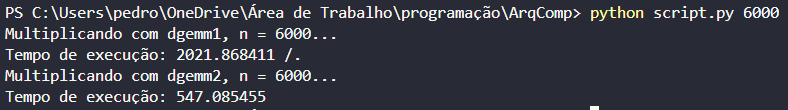 PS C:\Users\pedro\OneDrive\Área de Trabalho\programação\ArqComp> python script.py 6000
Multiplicando com dgemm1, n = 6000...
Tempo de execução: 2021.868411 /.
Multiplicando com dgemm2, n = 6000...
Tempo de execução: 547.085455